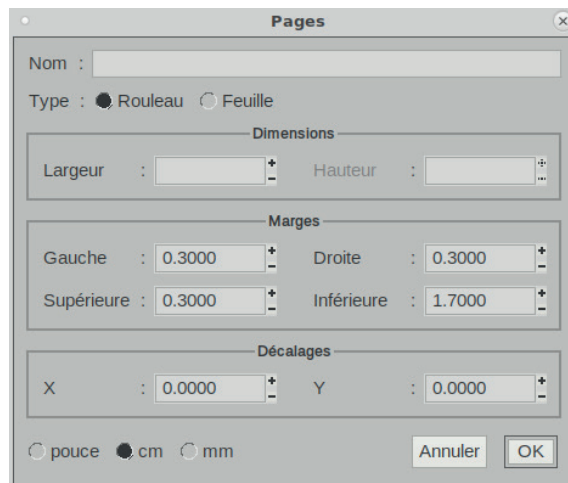 Pages
Nom :
Type : Rouleau Feuille
Dimensions
Largeur : Hauteur :
Marges
Gauche : 0.3000 Droite : 0.3000
Supérieure : 0.3000 Inférieure : 1.7000
Décalages
X : 0.0000 Y : 0.0000
pouce cm mm Annuler OK